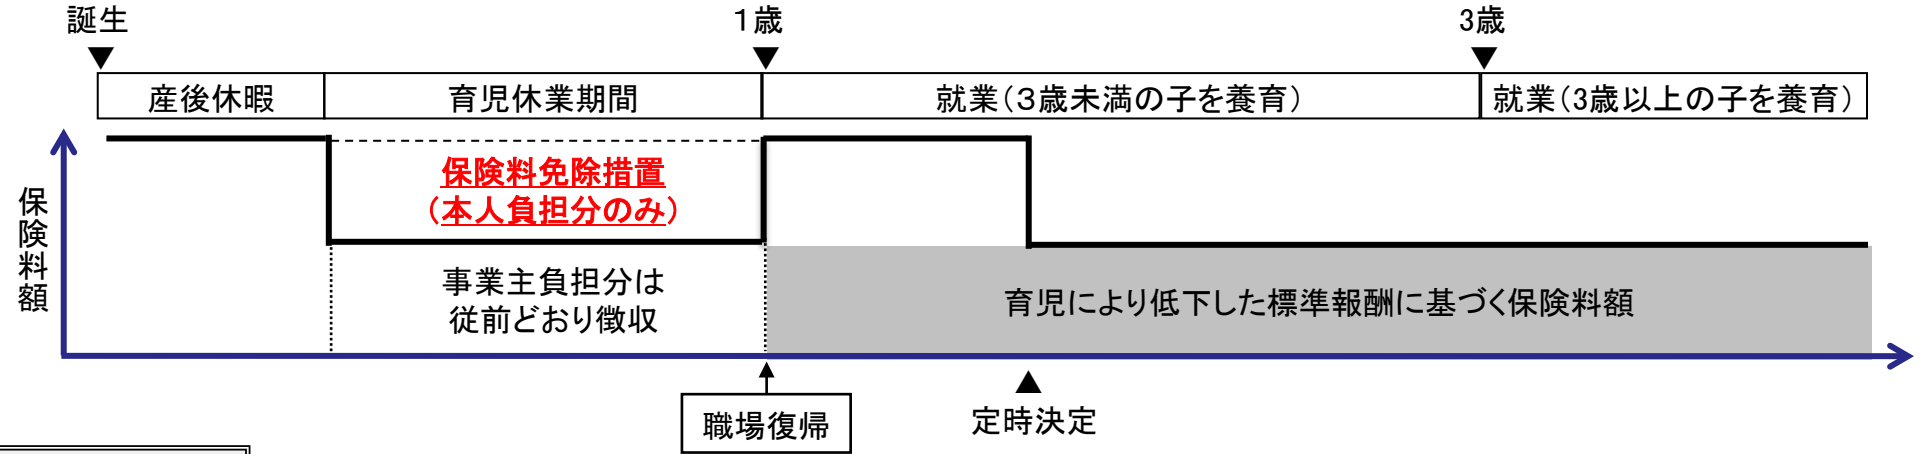 誕生
１歳
3歳
産後休暇
育児休業期間
就業（３歳未満の子を養育）
就業（3歳以上の子を養育）
保険料額
保険料免除措置
（本人負担分のみ）
事業主負担分は
従前どおり徴収
育児により低下した標準報酬に基づく保険料額
職場復帰
定時決定